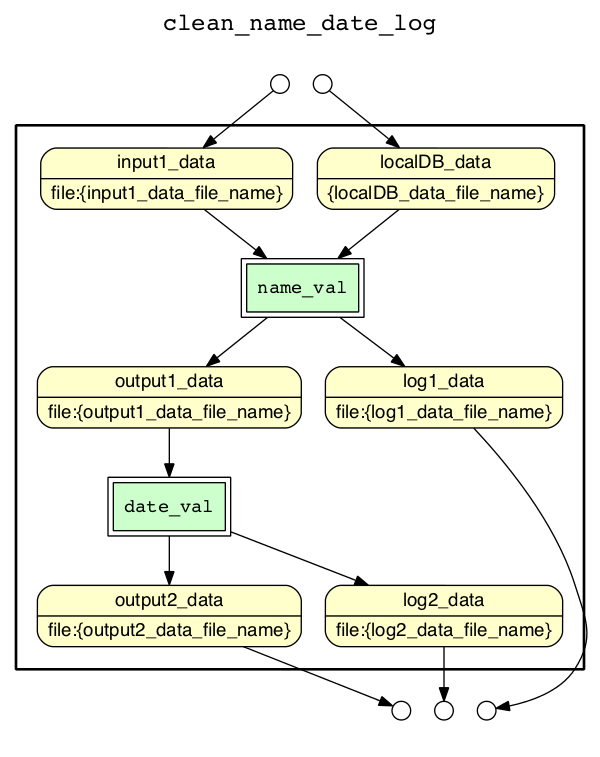 clean_name_date_log
input1_data
file:{input1_data_file_name}
localDB_data
{localDB_data_file_name}
name_val
output1_data
file:{output1_data_file_name}
log1_data
file:{log1_data_file_name}
date_val
output2_data
file:{output2_data_file_name}
log2_data
file:{log2_data_file_name}